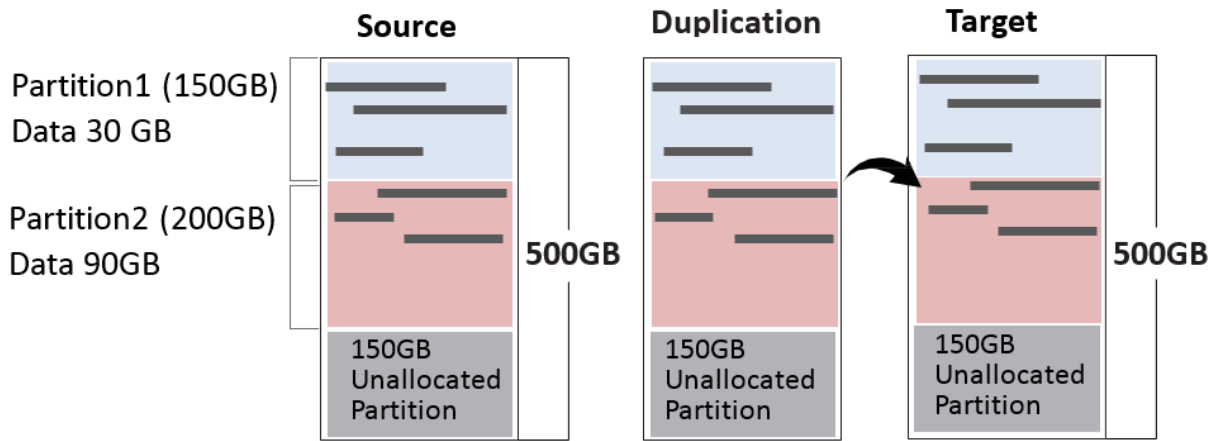 Source
Duplication
Target
Partition1 (150GB)
Data 30 GB
Partition2 (200GB)
Data 90GB
500GB
500GB
150GB
Unallocated
Partition
150GB
Unallocated
Partition
150GB
Unallocated
Partition